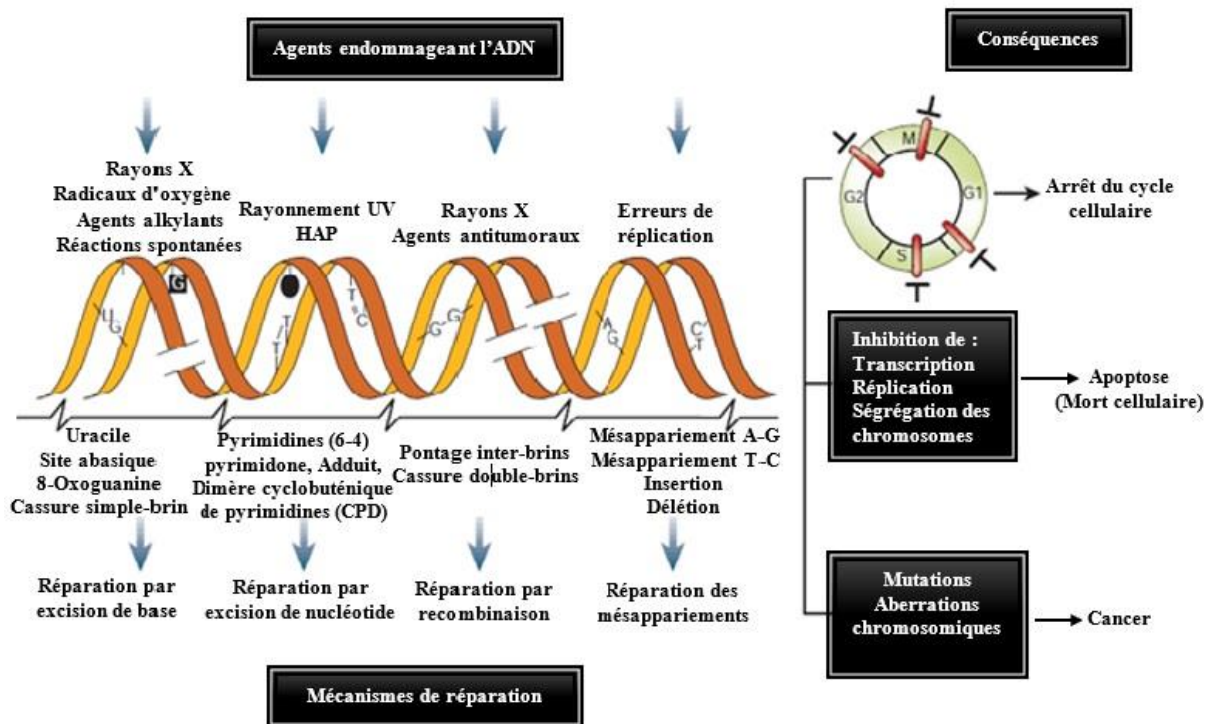 Agents endommageant l'ADN
Rayons X
Radicaux d'oxygène
Agents alkylants
Réactions spontanées
Rayonnement UV
HAP
Rayons X
Agents antitumoraux
Erreurs de
réplication
U
G
G
T
T
T
C
G
G
A
G
C
T
Uracile
Site abasique
8-Oxoguanine
Cassure simple-brin
Pyrimidines (6-4)
pyrimidone, Adduit,
Dimère cyclobuténique
de pyrimidines (CPD)
Pontage inter-brins
Cassure double-brins
Mésappariement A-G
Mésappariement T-C
Insertion
Délétion
Réparation par
excision de base
Réparation par
excision de nucléotide
Réparation par
recombinaison
Réparation des
mésappariements
Mécanismes de réparation
Conséquences
M
G1
G2
S
Arrêt du cycle
cellulaire
Inhibition de :
Transcription
Réplication
Ségrégation des
chromosomes
Apoptose
(Mort cellulaire)
Mutations
Aberrations
chromosomiques
Cancer